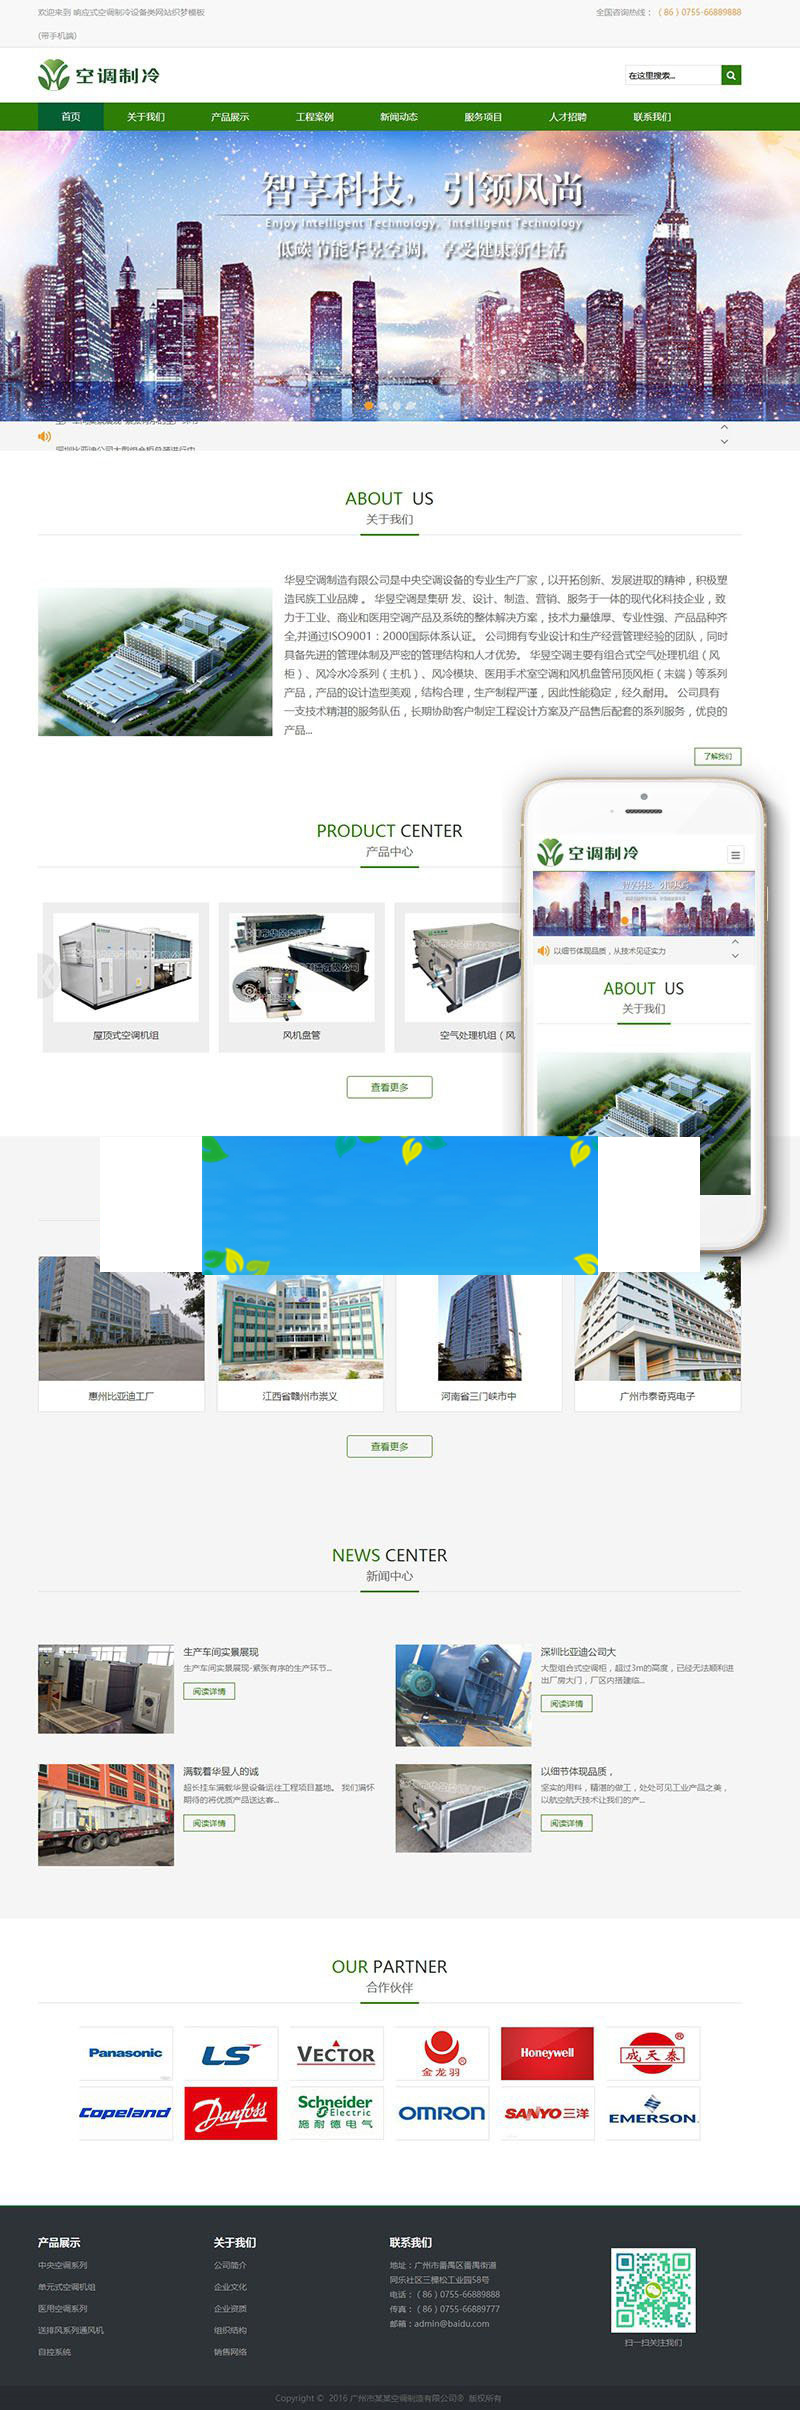 欢迎来到 响应式空调制冷设备类网站织梦模板
(带手机端)
全国咨询热线：（86）0755-66889888
空调制冷
在这里搜索...
首页 关于我们 产品展示 工程案例 新闻动态 服务项目 人才招聘 联系我们
智享科技，引领风尚
Enjoy Intelligent Technology, Intelligent Technology
低碳节能华昱空调，享受健康新生活
ABOUT US
关于我们
华昱空调制造有限公司是中央空调设备的专业生产厂家，以开拓创新、发展进取的精神，积极塑
造民族工业品牌 。 华昱空调是集研 发、设计、制造、营销、服务于一体的现代化科技企业，致
力于工业、商业和医用空调产品及系统的整体解决方案，技术力量雄厚、专业性强、产品品种齐
全,并通过ISO9001：2000国际体系认证。 公司拥有专业设计和生产经营管理经验的团队，同时
具备先进的管理体制及严密的管理结构和人才优势。 华昱空调主要有组合式空气处理机组（风
柜）、风冷水冷系列（主机）、风冷模块、医用手术室空调和风机盘管吊顶风柜（末端）等系列
产品，产品的设计造型美观，结构合理，生产制程严谨，因此性能稳定，经久耐用。 公司具有
一支技术精湛的服务队伍，长期协助客户制定工程设计方案及产品售后配套的系列服务，优良的
产品...
了解我们
PRODUCT CENTER
产品中心
屋顶式空调机组
风机盘管
空气处理机组（风
查看更多
空调制冷
以细节体现品质，从技术见证实力
ABOUT US
关于我们
惠州比亚迪工厂
江西省赣州市崇义
河南省三门峡市中
广州市泰奇克电子
查看更多
NEWS CENTER
新闻中心
生产车间实景展现
生产车间实景展现-紧张有序的生产环节...
阅读详情
深圳比亚迪公司大
大型组合式空调柜，超过3m的高度，已经无法顺利进
出厂房大门，厂区内搭建临...
阅读详情
满载着华昱人的诚
超长挂车满载华昱设备运往工程项目基地。 我们满怀
期待的将优质产品送达客...
阅读详情
以细节体现品质，
坚实的用料，精湛的做工，处处可见工业产品之美，
以航空航天技术让我们的产...
阅读详情
OUR PARTNER
合作伙伴
Panasonic
LS
VECTOR
金龙羽
Honeywell
成天泰
Copeland
Danfoss
Schneider
Electric
施耐德电气
OMRON
SANYO三洋
EMERSON.
产品展示
中央空调系列
单元式空调机组
医用空调系列
送排风系列通风机
自控系统
关于我们
公司简介
企业文化
企业资质
组织结构
销售网络
联系我们
地址：广州市番禺区番禺街道
同乐社区三棵松工业园58号
电话：（86）0755-66889888
传真：（86）0755-66889777
邮箱：admin@baidu.com
扫一扫关注我们
Copyright © 2016 广州市某某空调制造有限公司® 版权所有